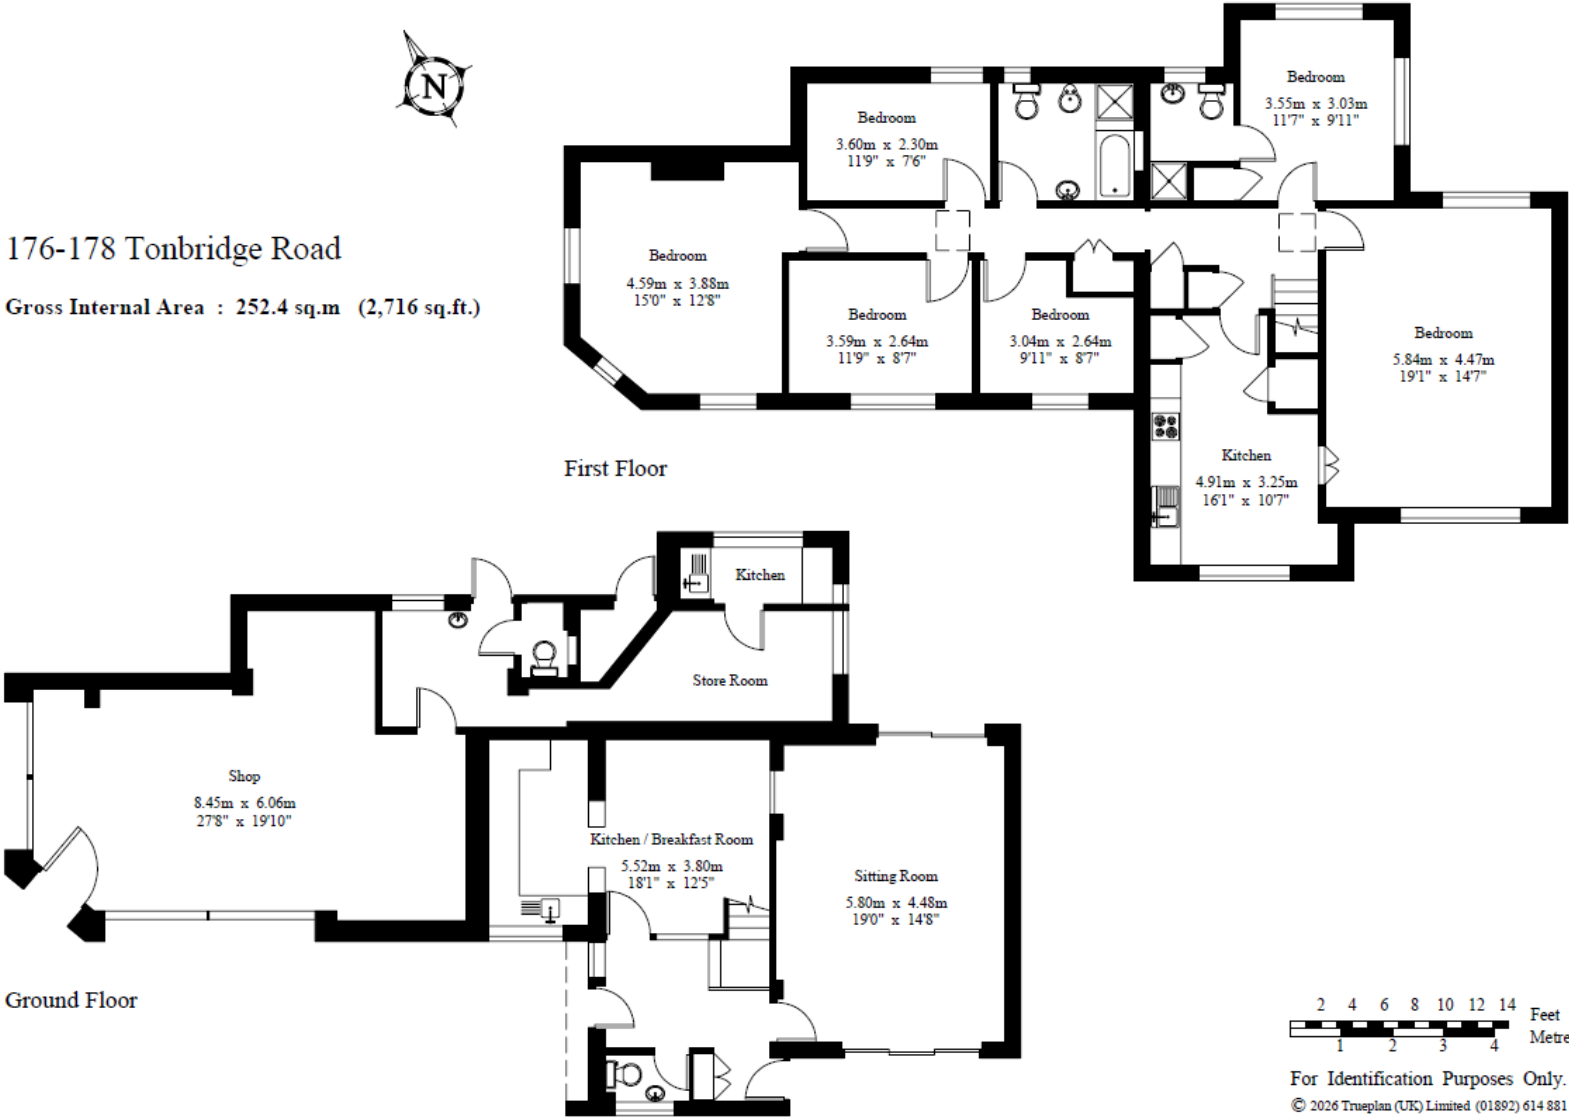 N
176-178 Tonbridge Road
Gross Internal Area : 252.4 sq.m (2,716 sq.ft.)
Bedroom
3.55m x 3.03m
11'7" x 9'11"
Bedroom
3.60m x 2.30m
11'9" x 7'6"
Bedroom
4.59m x 3.88m
15'0" x 12'8"
Bedroom
3.59m x 2.64m
11'9" x 8'7"
Bedroom
3.04m x 2.64m
9'11" x 8'7"
Bedroom
5.84m x 4.47m
19'1" x 14'7"
Kitchen
4.91m x 3.25m
16'1" x 10'7"
First Floor
Kitchen
Store Room
Shop
8.45m x 6.06m
27'8" x 19'10"
Kitchen / Breakfast Room
5.52m x 3.80m
18'1" x 12'5"
Sitting Room
5.80m x 4.48m
19'0" x 14'8"
Ground Floor
2 4 6 8 10 12 14 Feet
1 2 3 4 Metre
For Identification Purposes Only.
© 2026 Trueplan (UK) Limited (01892) 614 881